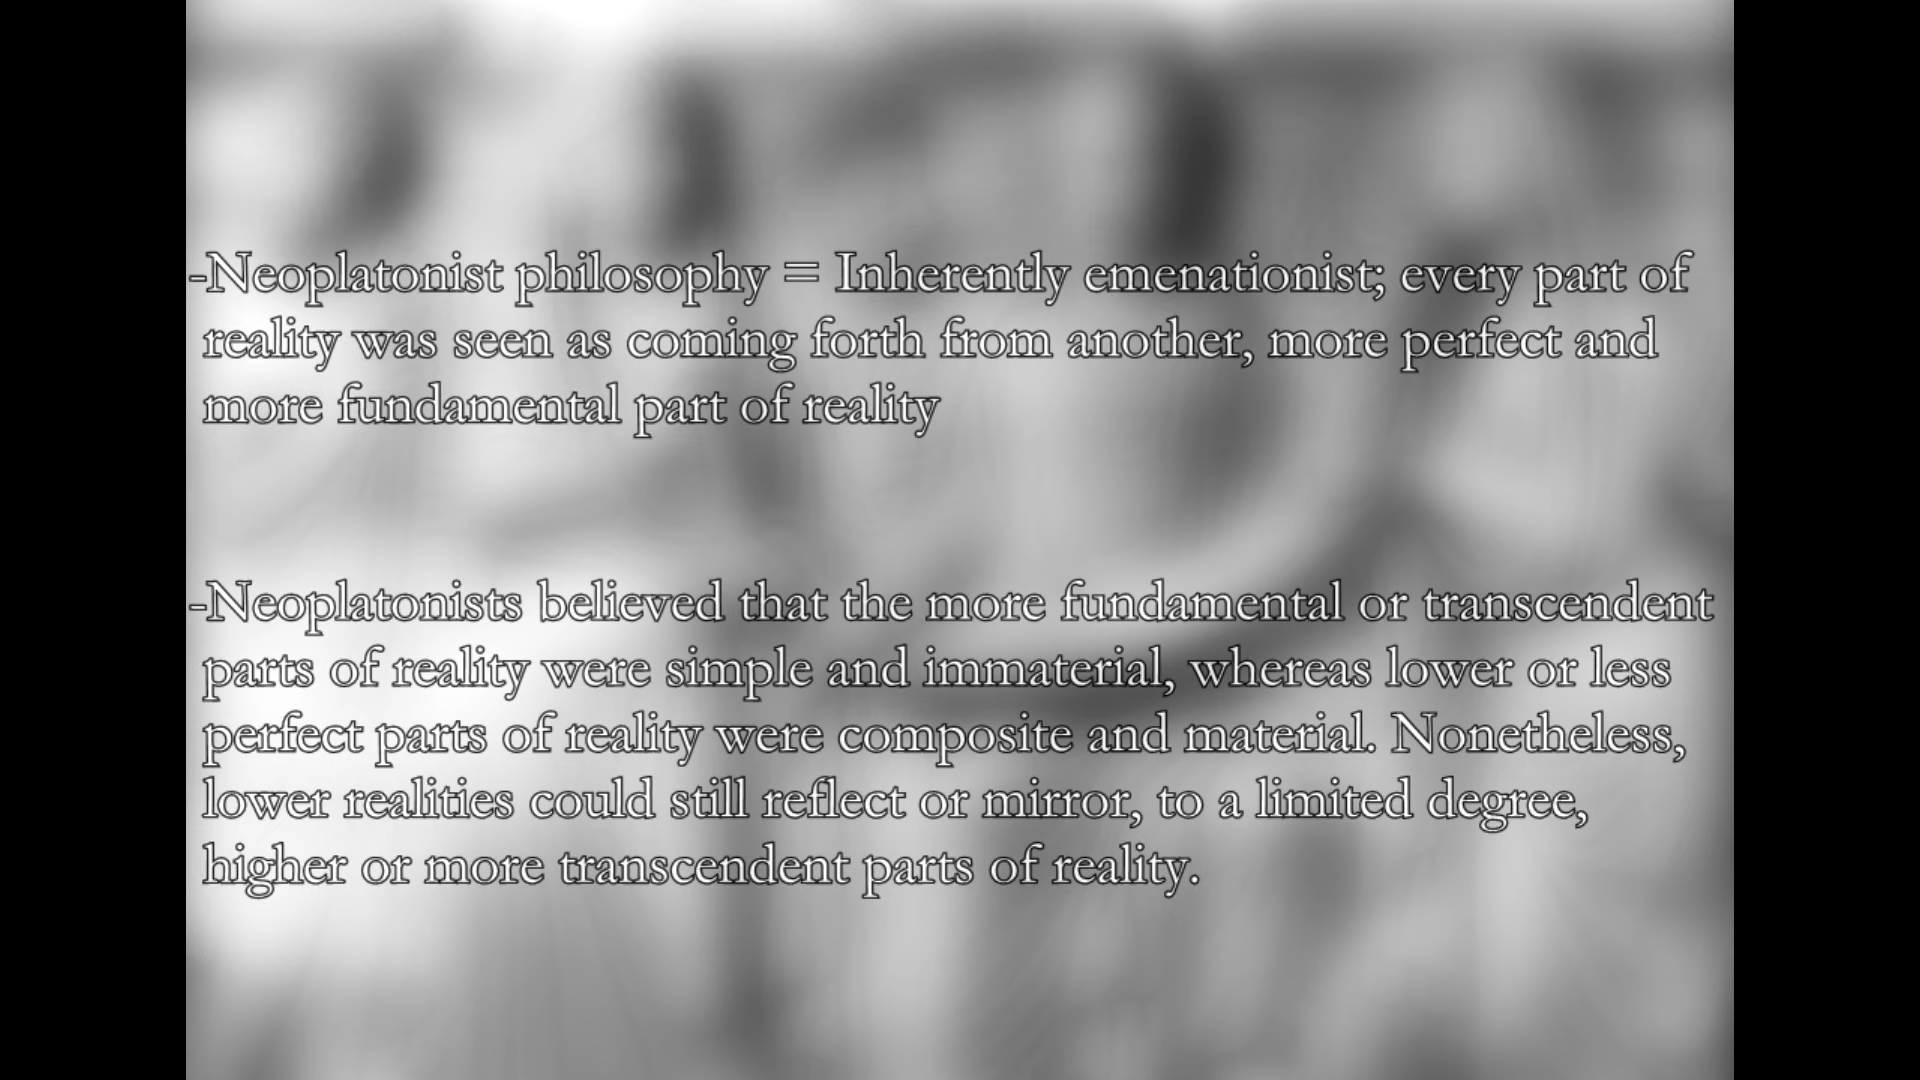 -Neoplatonist philosophy = Inherently emenationist; every part of
reality was seen as coming forth from another, more perfect and
more fundamental part of reality
-Neoplatonists believed that the more fundamental or transcendent
parts of reality were simple and immaterial, whereas lower or less
perfect parts of reality were composite and material. Nonetheless,
lower realities could still reflect or mirror, to a limited degree,
higher or more transcendent parts of reality.